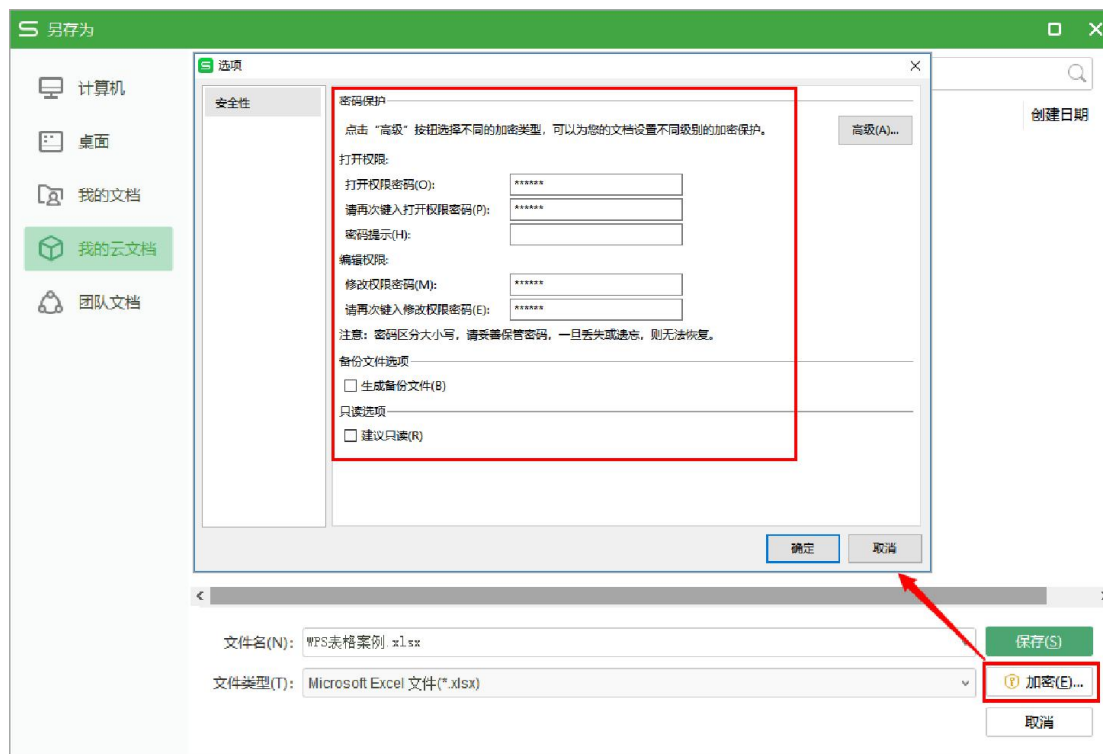 另存为
计算机
桌面
我的文档
我的云文档
团队文档
创建日期
选项
安全性
密码保护
点击“高级”按钮选择不同的加密类型，可以为您的文档设置不同级别的加密保护。
高级(A)...
打开权限:
打开权限密码(O):
******
请再次键入打开权限密码(P):
******
密码提示(H):
编辑权限:
修改权限密码(M):
******
请再次键入修改权限密码(E):
******
注意：密码区分大小写，请妥善保管密码，一旦丢失或遗忘，则无法恢复。
备份文件选项
生成备份文件(B)
只读选项
建议只读(R)
确定
取消
文件名(N):
WPS表格案例.xlsx
保存(S)
文件类型(T):
Microsoft Excel 文件(*.xlsx)
加密(E)...
取消